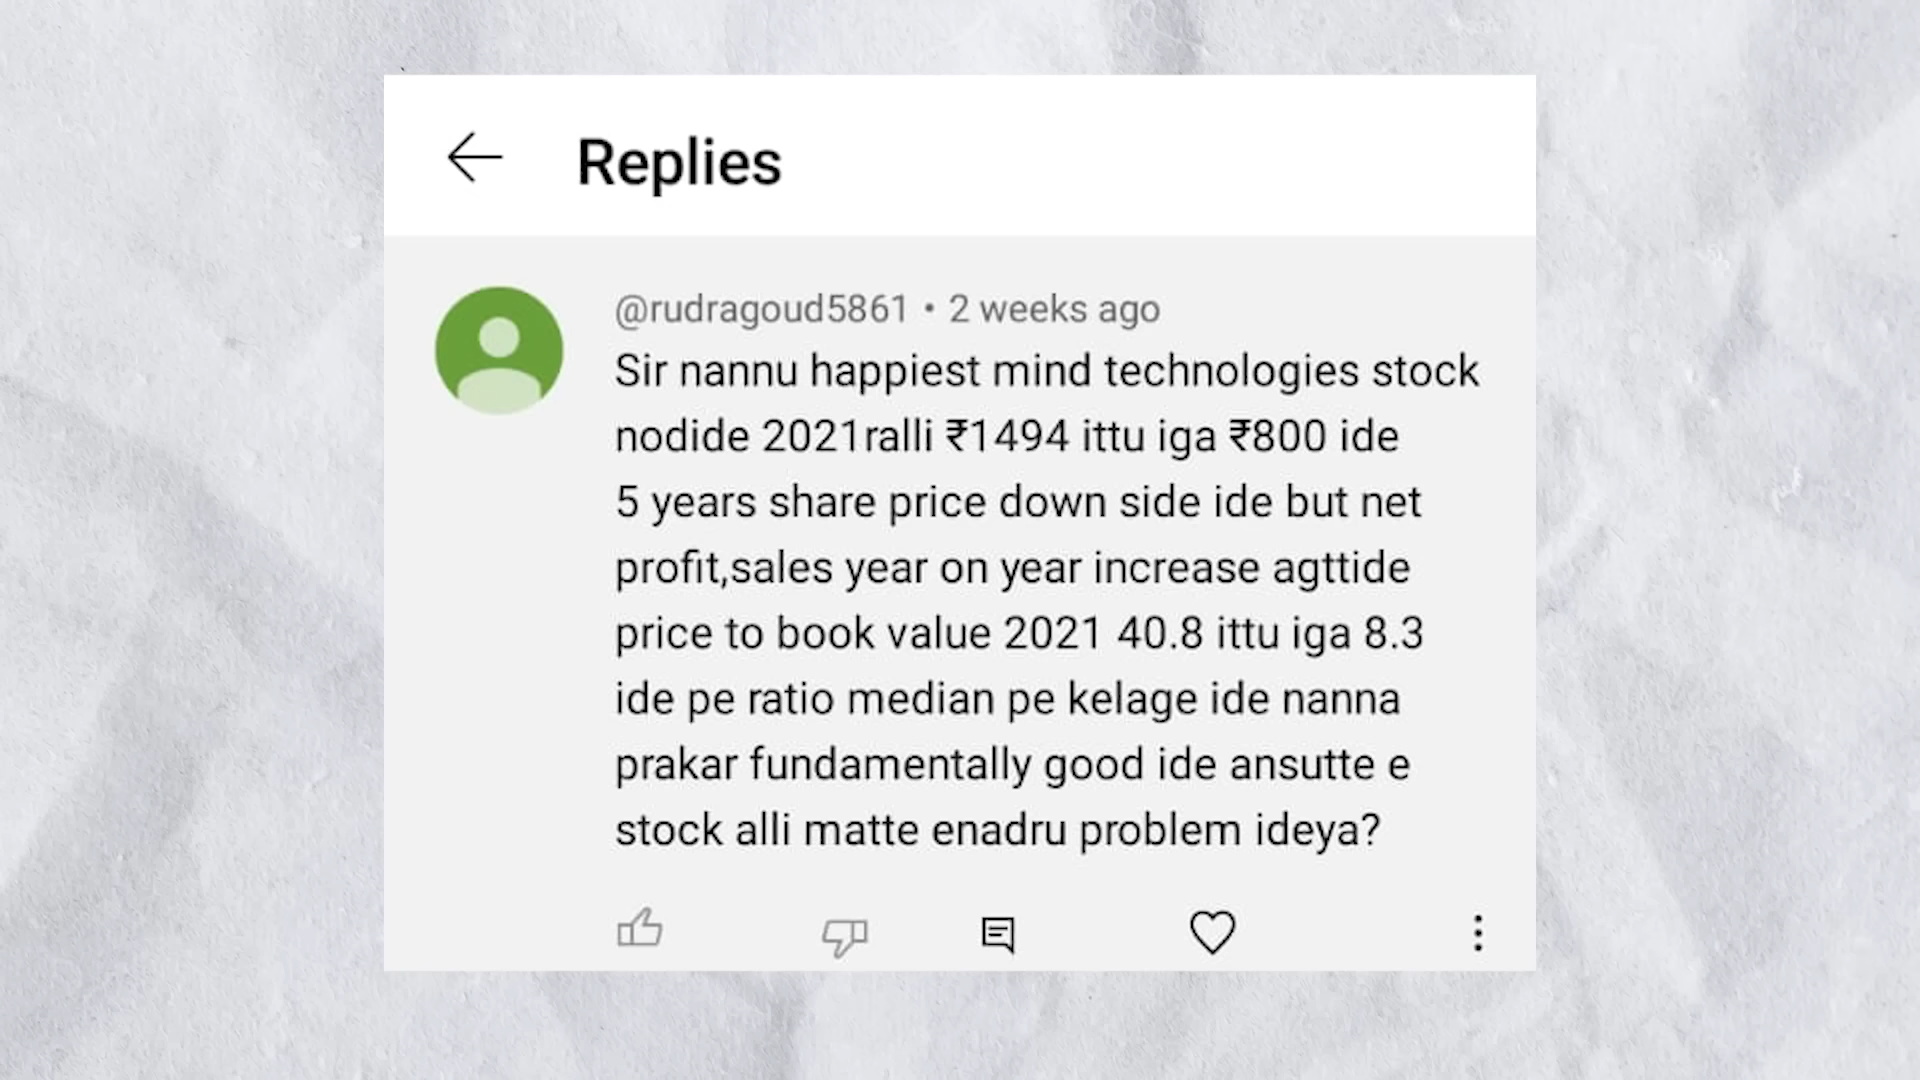 Replies
@rudragoud5861 • 2 weeks ago
Sir nannu happiest mind technologies stock
nodide 2021ralli ₹1494 ittu iga ₹800 ide
5 years share price down side ide but net
profit,sales year on year increase agttide
price to book value 2021 40.8 ittu iga 8.3
ide pe ratio median pe kelage ide nanna
prakar fundamentally good ide ansutte e
stock alli matte enadru problem ideya?